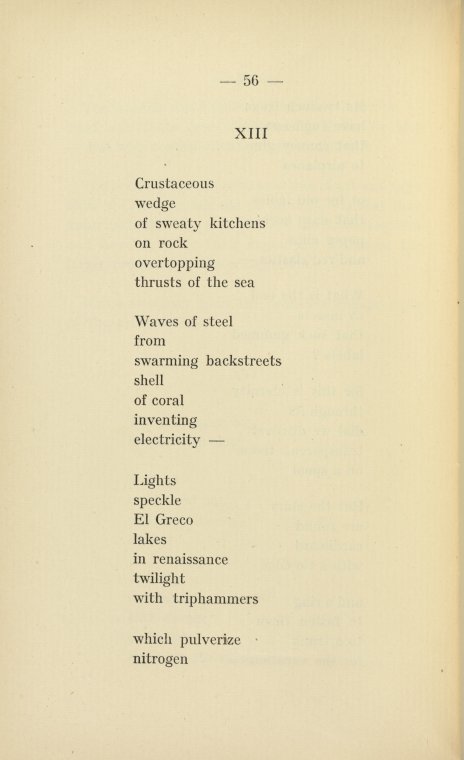 — 56 —
XIII
Crustaceous
wedge
of sweaty kitchens
on rock
overtopping
thrusts of the sea
Waves of steel
from
swarming backstreets
shell
of coral
inventing
electricity —
Lights
speckle
El Greco
lakes
in renaissance
twilight
with triphammers
which pulverize
nitrogen